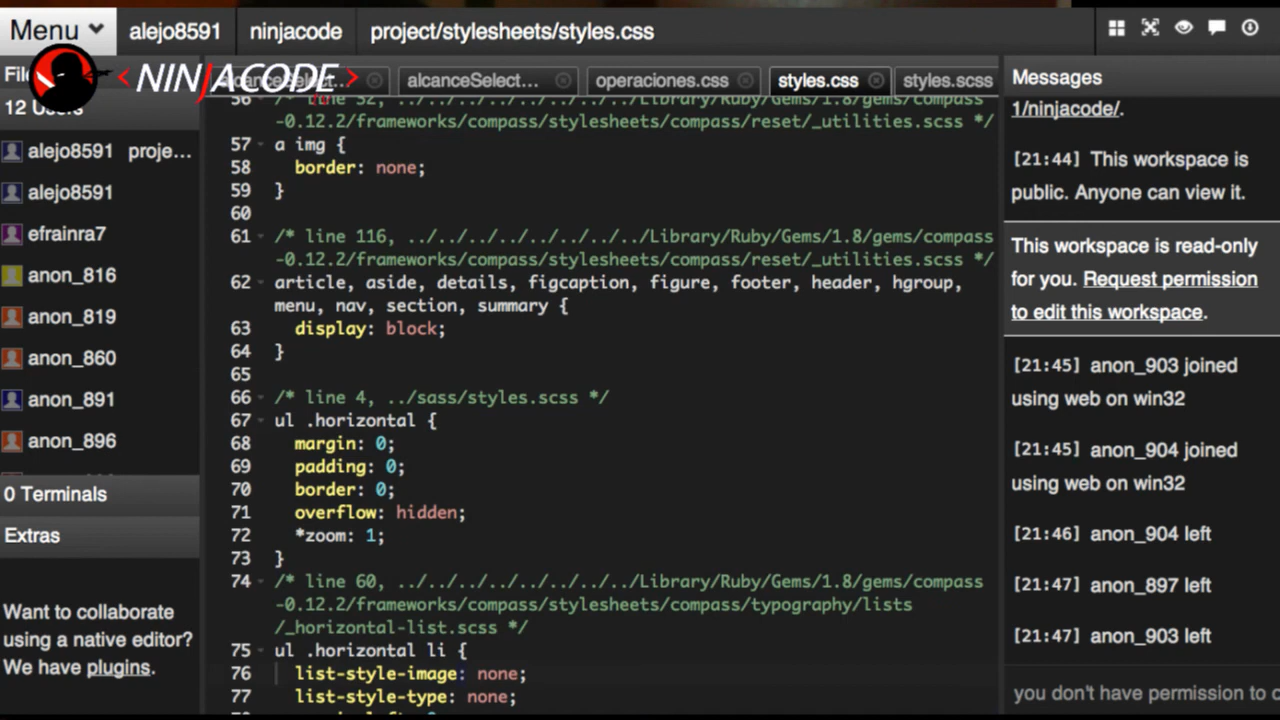 Menu alejo8591 ninjacode project/stylesheets/styles.css
< NINJACODE >
12 Users
alejo8591 proje...
alejo8591
efrainra7
anon_816
anon_819
anon_860
anon_891
anon_896
0 Terminals
Extras
Want to collaborate
using a native editor?
We have plugins.
alcanceSelect... operaciones.css styles.css styles.scss
56 /* line 52, ../../../../../../../Library/Ruby/Gems/1.8/gems/compass
-0.12.2/frameworks/compass/stylesheets/compass/reset/_utilities.scss */
57 a img {
58 border: none;
59 }
60
61 /* line 116, ../../../../../../../Library/Ruby/Gems/1.8/gems/compass
-0.12.2/frameworks/compass/stylesheets/compass/reset/_utilities.scss */
62 article, aside, details, figcaption, figure, footer, header, hgroup,
menu, nav, section, summary {
63 display: block;
64 }
65
66 /* line 4, ../sass/styles.scss */
67 ul .horizontal {
68 margin: 0;
69 padding: 0;
70 border: 0;
71 overflow: hidden;
72 *zoom: 1;
73 }
74 /* line 60, ../../../../../../../Library/Ruby/Gems/1.8/gems/compass
-0.12.2/frameworks/compass/stylesheets/compass/typography/lists
/_horizontal-list.scss */
75 ul .horizontal li {
76 list-style-image: none;
77 list-style-type: none;
Messages
1/ninjacode/.
[21:44] This workspace is
public. Anyone can view it.
This workspace is read-only
for you. Request permission
to edit this workspace.
[21:45] anon_903 joined
using web on win32
[21:45] anon_904 joined
using web on win32
[21:46] anon_904 left
[21:47] anon_897 left
[21:47] anon_903 left
you don't have permission to c